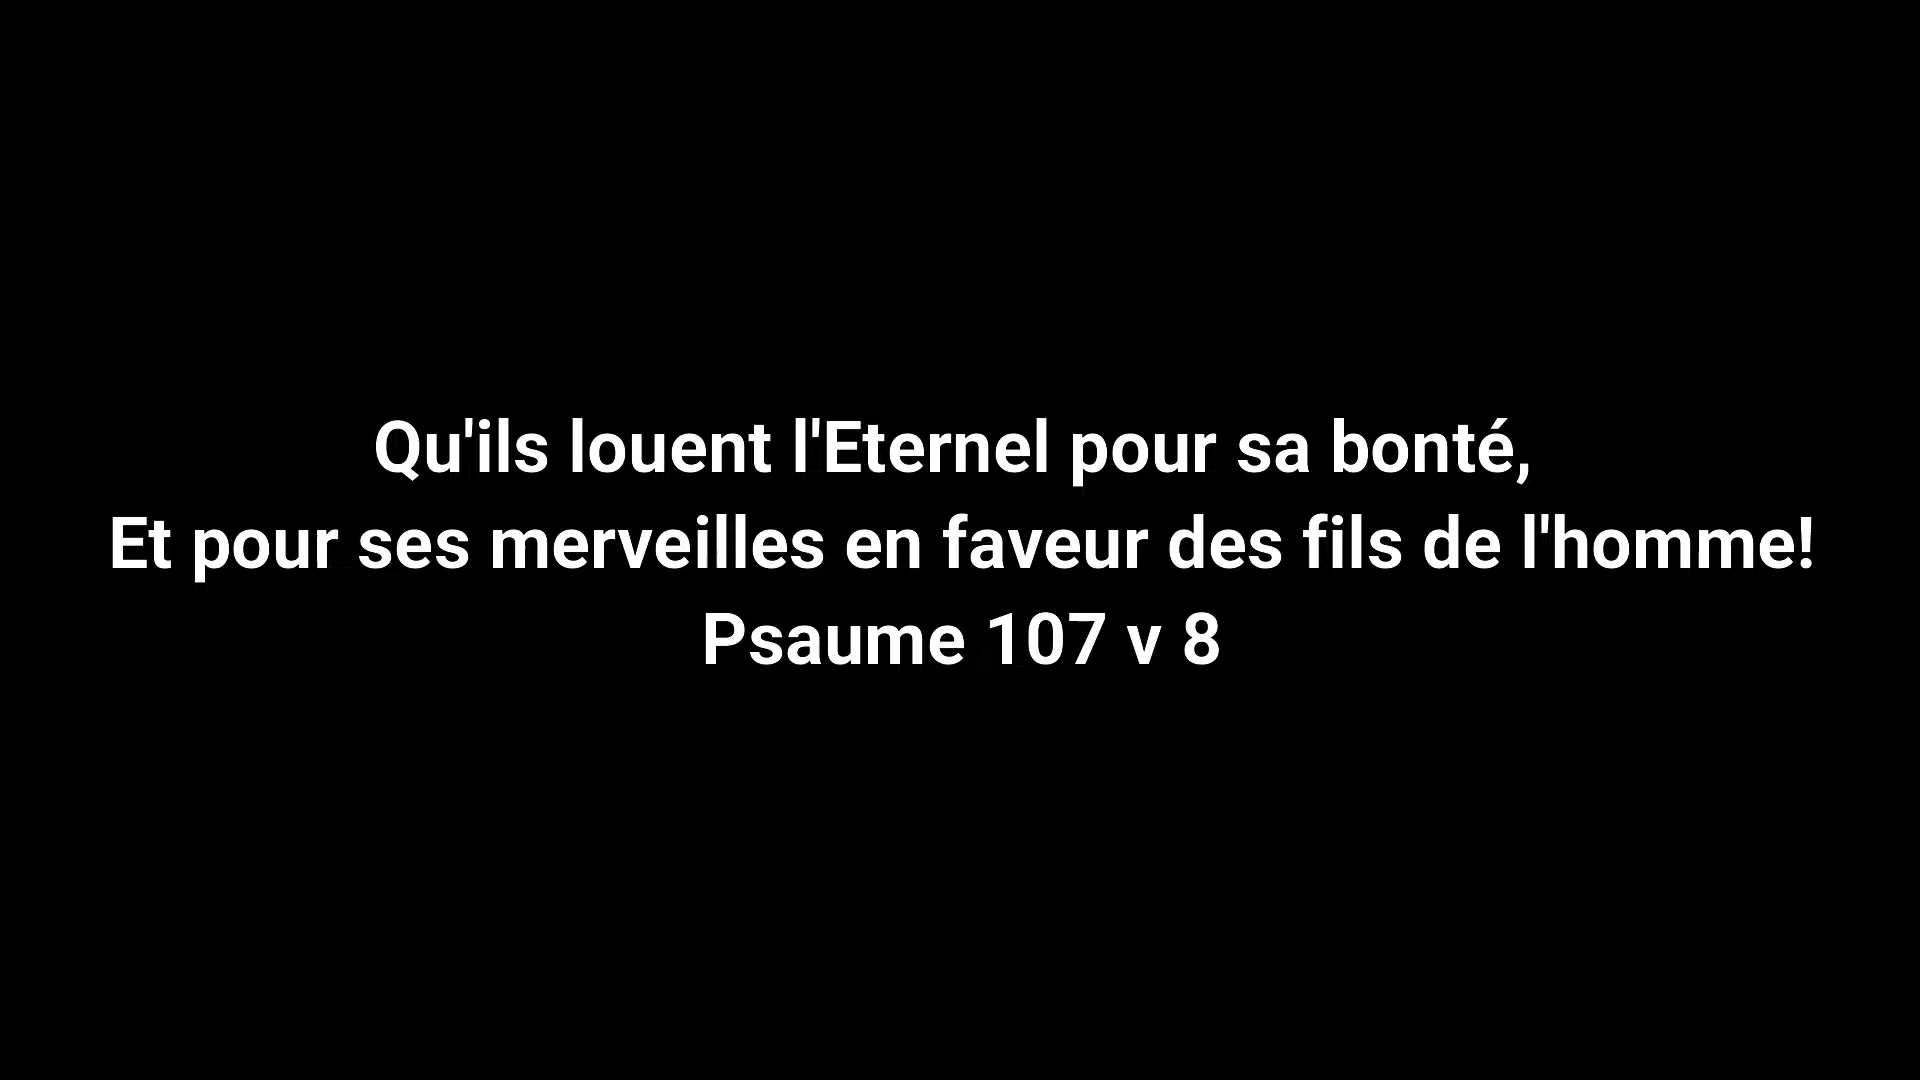 Qu'ils louent l'Eternel pour sa bonté,
Et pour ses merveilles en faveur des fils de l'homme!
Psaume 107 v 8